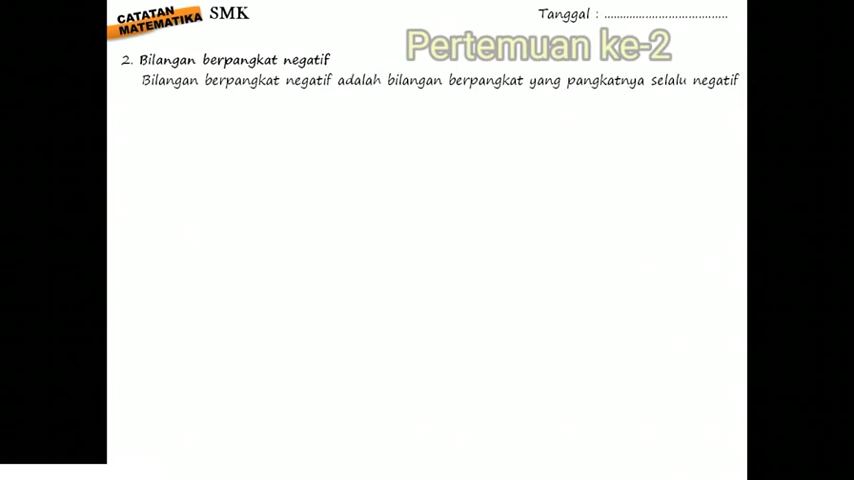 CATATAN
MATEMATIKA SMK
Tanggal : ......................................
Pertemuan ke-2
2. Bilangan berpangkat negatif
Bilangan berpangkat negatif adalah bilangan berpangkat yang pangkatnya selalu negatif